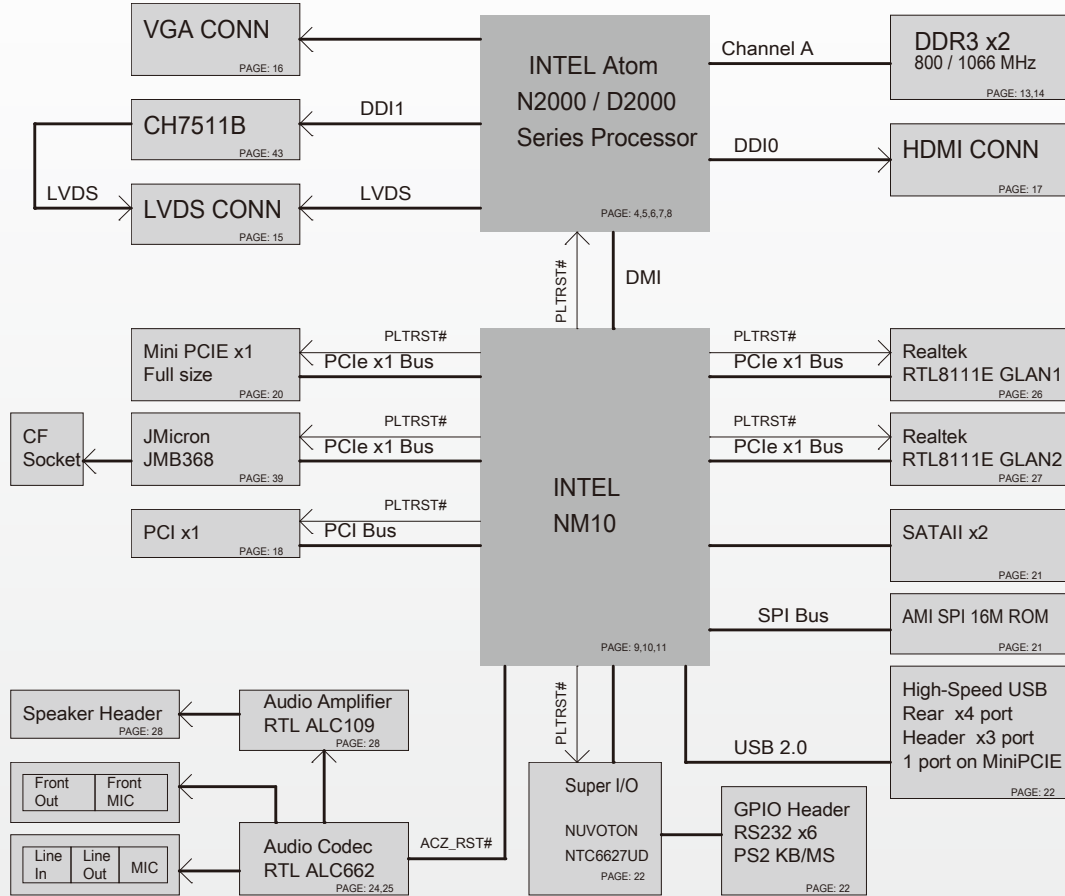 VGA CONN
PAGE: 16
INTEL Atom
N2000 / D2000
Series Processor
PAGE: 4,5,6,7,8
Channel A
DDR3 x2
800 / 1066 MHz
PAGE: 13,14
CH7511B
PAGE: 43
DDI1
DDI0
HDMI CONN
PAGE: 17
LVDS
LVDS CONN
PAGE: 15
LVDS
PLTRST#
DMI
Mini PCIE x1
Full size
PAGE: 20
PLTRST#
PCIe x1 Bus
PLTRST#
PCIe x1 Bus
Realtek
RTL8111E GLAN1
PAGE: 26
CF
Socket
JMicron
JMB368
PAGE: 39
PLTRST#
PCIe x1 Bus
INTEL
NM10
PAGE: 9,10,11
PLTRST#
PCIe x1 Bus
Realtek
RTL8111E GLAN2
PAGE: 27
PCI x1
PAGE: 18
PLTRST#
PCI Bus
SATAII x2
PAGE: 21
SPI Bus
AMI SPI 16M ROM
PAGE: 21
Speaker Header
PAGE: 28
Audio Amplifier
RTL ALC109
PAGE: 28
PLTRST#
USB 2.0
High-Speed USB
Rear x4 port
Header x3 port
1 port on MiniPCIE
PAGE: 22
Front
Out
Front
MIC
Line
In
Line
Out
MIC
Audio Codec
RTL ALC662
PAGE: 24,25
ACZ_RST#
Super I/O
NUVOTON
NTC6627UD
PAGE: 22
GPIO Header
RS232 x6
PS2 KB/MS
PAGE: 22